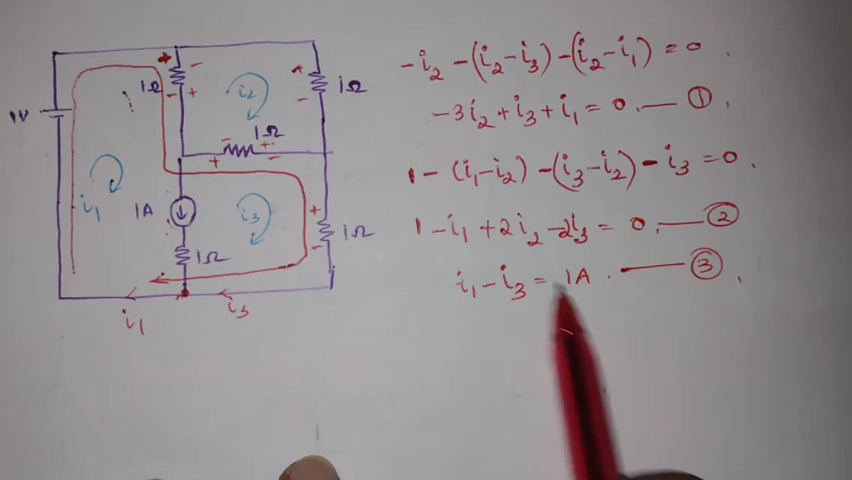 1V
1Ω
i2
1Ω
1Ω
i1
1A
i3
1Ω
1Ω
i1
i3
-i2 - (i2-i3) - (i2-i1) = 0.
-3i2 + i3 + i1 = 0. — ①.
1 - (i1-i2) - (i3-i2) - i3 = 0.
1 - i1 + 2i2 - 2i3 = 0. — ②
i1 - i3 = 1A. — ③.